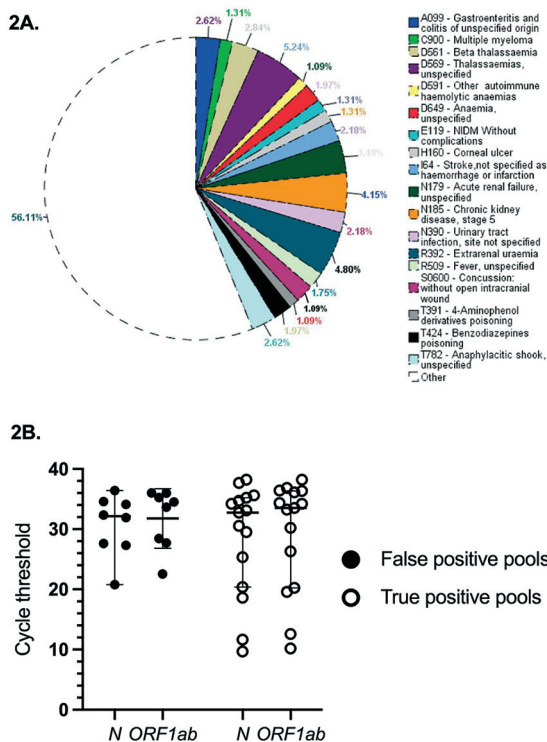 2A.
2.62%
1.31%
2.84%
5.24%
1.09%
1.97%
1.31%
1.31%
2.18%
3.49%
4.15%
2.18%
4.80%
1.75%
1.09%
1.09%
1.97%
2.62%
56.11%
A099 - Gastroenteritis and
colitis of unspecified origin
C900 - Multiple myeloma
D561 - Beta thalassaemia
D569 - Thalassaemias,
unspecified
D591 - Other autoimmune
haemolytic anaemias
D649 - Anaemia,
unspecified
E119 - NIDM Without
complications
H160 - Corneal ulcer
I64 - Stroke,not specified as
haemorrhage or infarction
N179 - Acute renal failure,
unspecified
N185 - Chronic kidney
disease, stage 5
N390 - Urinary tract
infection, site not specified
R392 - Extrarenal uraemia
R509 - Fever, unspecified
S0600 - Concussion:
without open intracranial
wound
T391 - 4-Aminophenol
derivatives poisoning
T424 - Benzodiazepines
poisoning
T782 - Anaphylacitic shook,
unspecified
Other
2B.
Cycle threshold
40
30
20
10
0
N ORF1ab
N ORF1ab
False positive pools
True positive pools